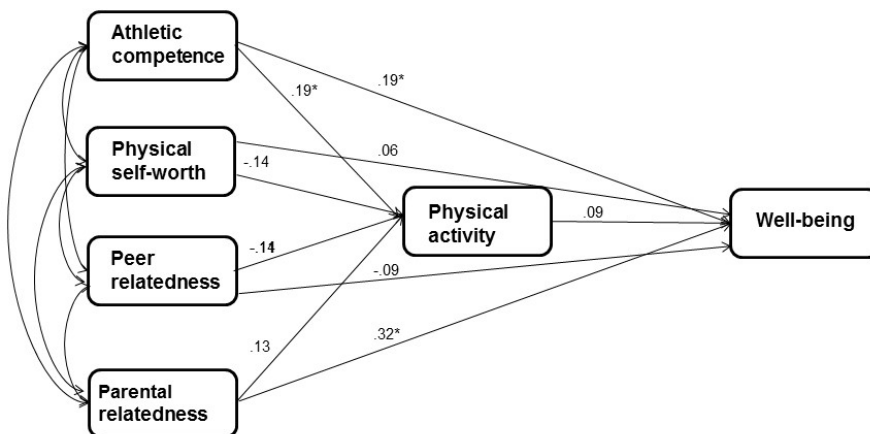 Athletic
competence
.19*
.19*
Physical
self-worth
.06
-.14
Physical
activity
.09
Well-being
Peer
relatedness
-.14
-.09
.13
.32*
Parental
relatedness